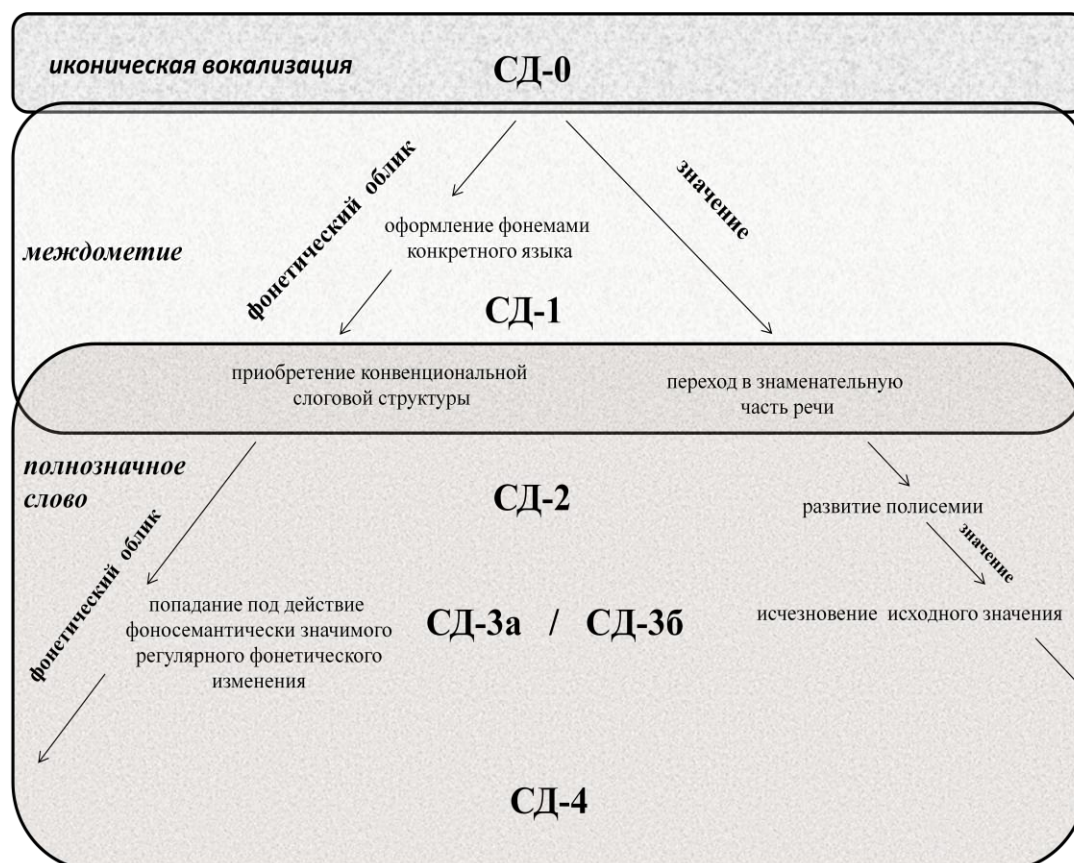 иконическая вокализация
СД-0
фонетический облик
значение
оформление фонемами
конкретного языка
междометие
СД-1
приобретение конвенциональной
слоговой структуры
переход в знаменательную
часть речи
полнозначное
слово
СД-2
развитие полисемии
фонетический облик
значение
попадание под действие
фоносемантически значимого
регулярного фонетического
изменения
СД-3а / СД-3б
исчезновение исходного значения
СД-4